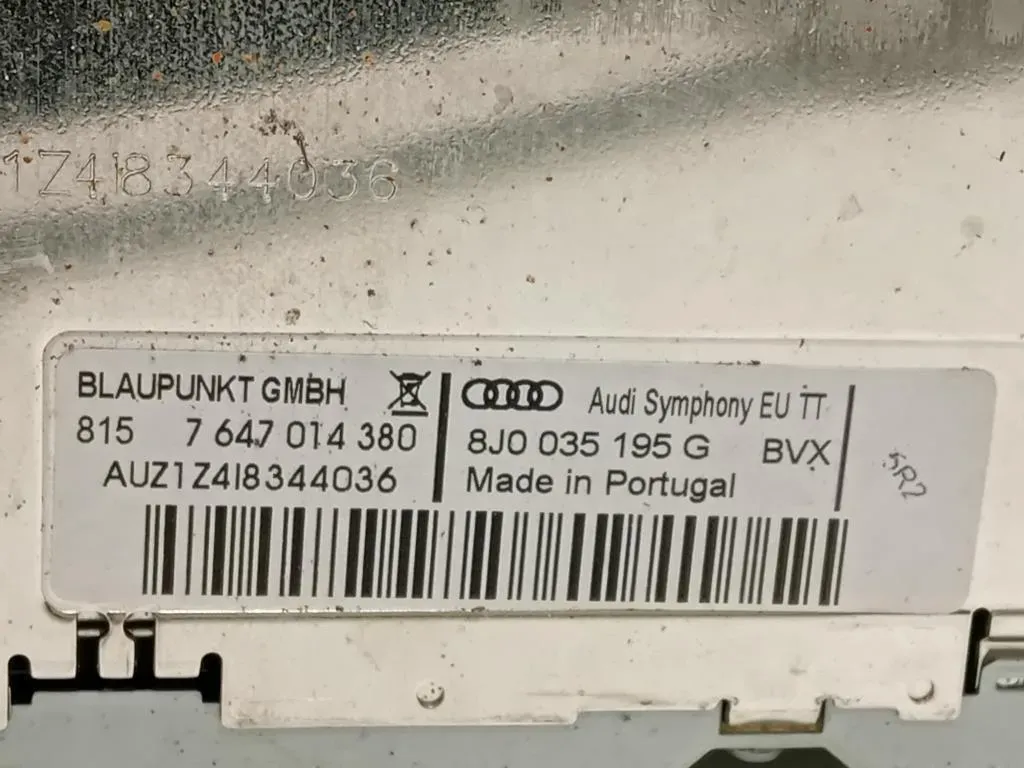 1Z4I8344036
BLAUPUNKT GMBH
815 7 647 014 380
AUZ1Z4I8344036
Audi Symphony EU TT
8J0 035 195 G BVX
Made in Portugal
5R2